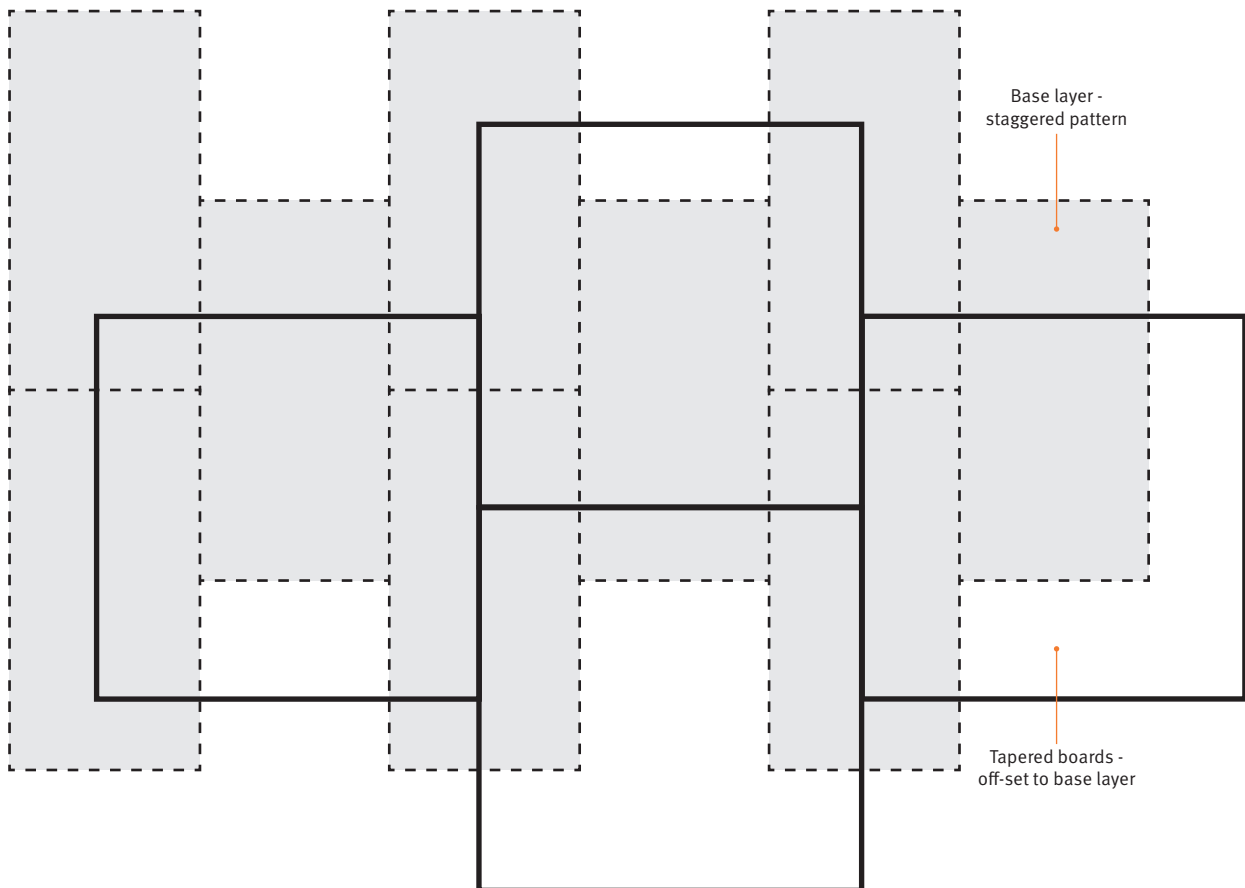 Base layer -
staggered pattern
Tapered boards -
off-set to base layer